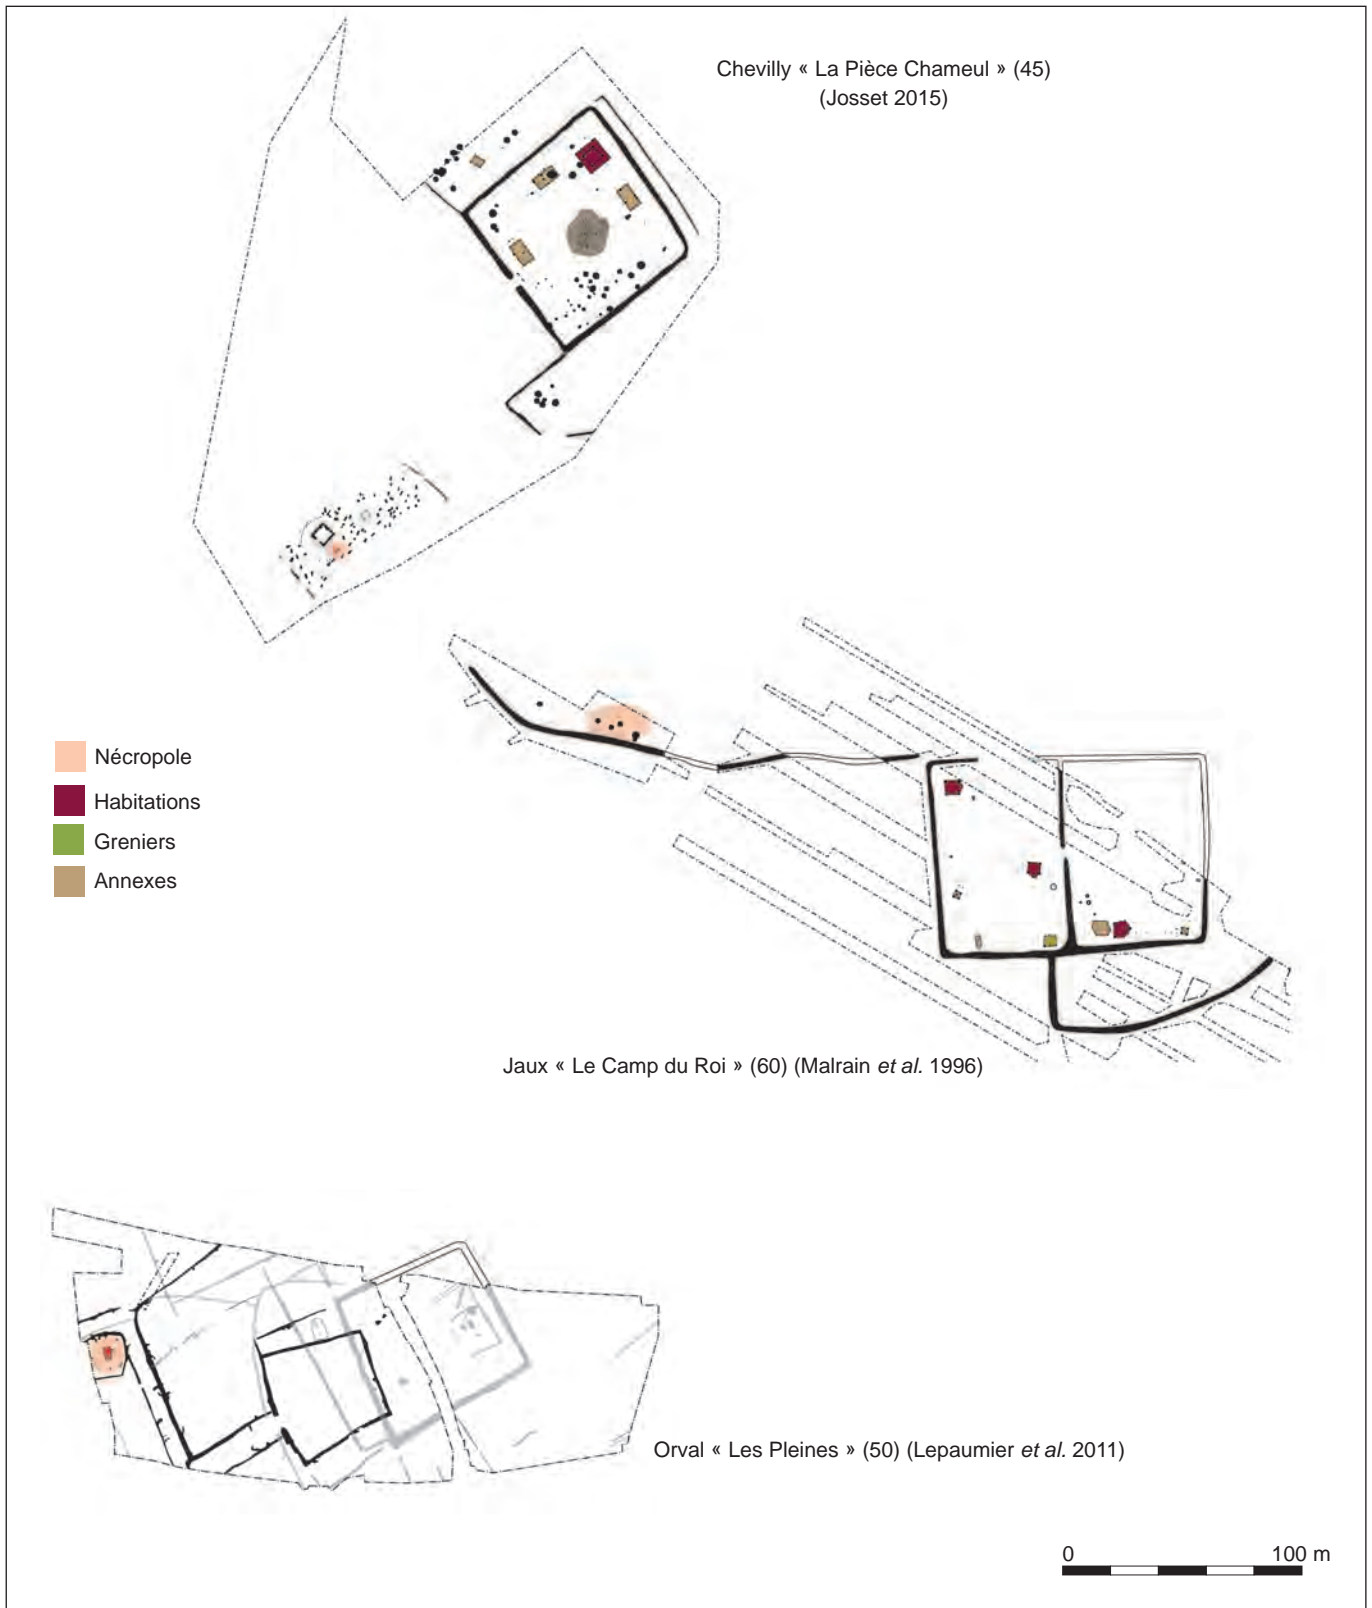 Chevilly « La Pièce Chameul » (45)
(Josset 2015)
Nécropole
Habitations
Greniers
Annexes
Jaux « Le Camp du Roi » (60) (Malrain et al. 1996)
Orval « Les Pleines » (50) (Lepaumier et al. 2011)
0 100 m